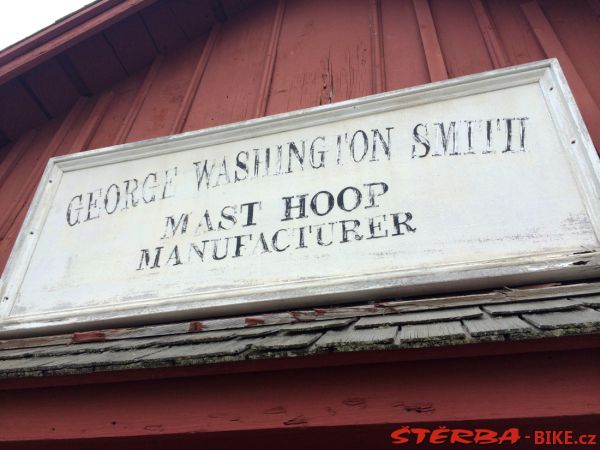 GEORGE WASHINGTON SMITH
MAST HOOP
MANUFACTURER
ŠTĚRBA-BIKE.cz